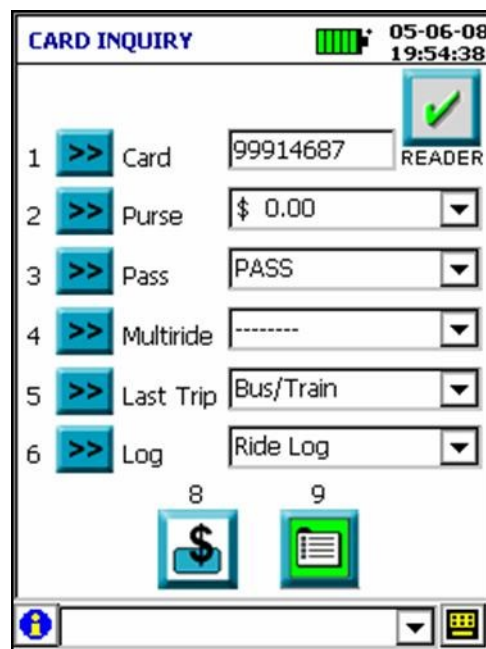 CARD INQUIRY
05-06-08
19:54:38
READER
1 >> Card 99914687
2 >> Purse $ 0.00
3 >> Pass PASS
4 >> Multiride --------
5 >> Last Trip Bus/Train
6 >> Log Ride Log
8 9
$